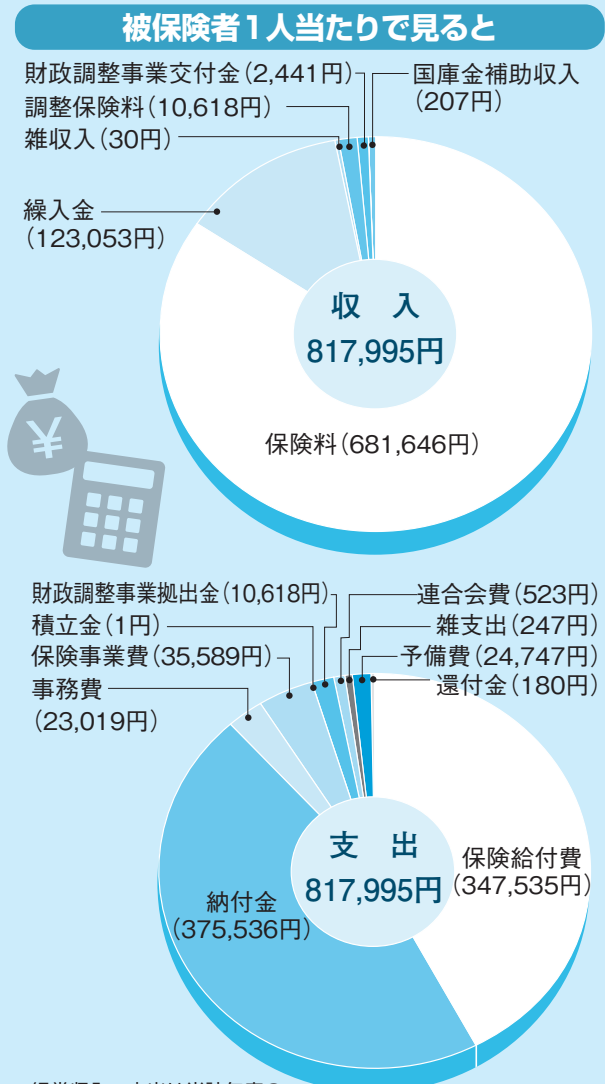 被保険者1人当たりで見ると
財政調整事業交付金(2,441円)
調整保険料(10,618円)
雑収入(30円)
国庫金補助収入
(207円)
繰入金
(123,053円)
収 入
817,995円
保険料(681,646円)
¥
財政調整事業拠出金(10,618円)
積立金(1円)
保険事業費(35,589円)
事務費
(23,019円)
連合会費(523円)
雑支出(247円)
予備費(24,747円)
還付金(180円)
支 出
817,995円
保険給付費
(347,535円)
納付金
(375,536円)